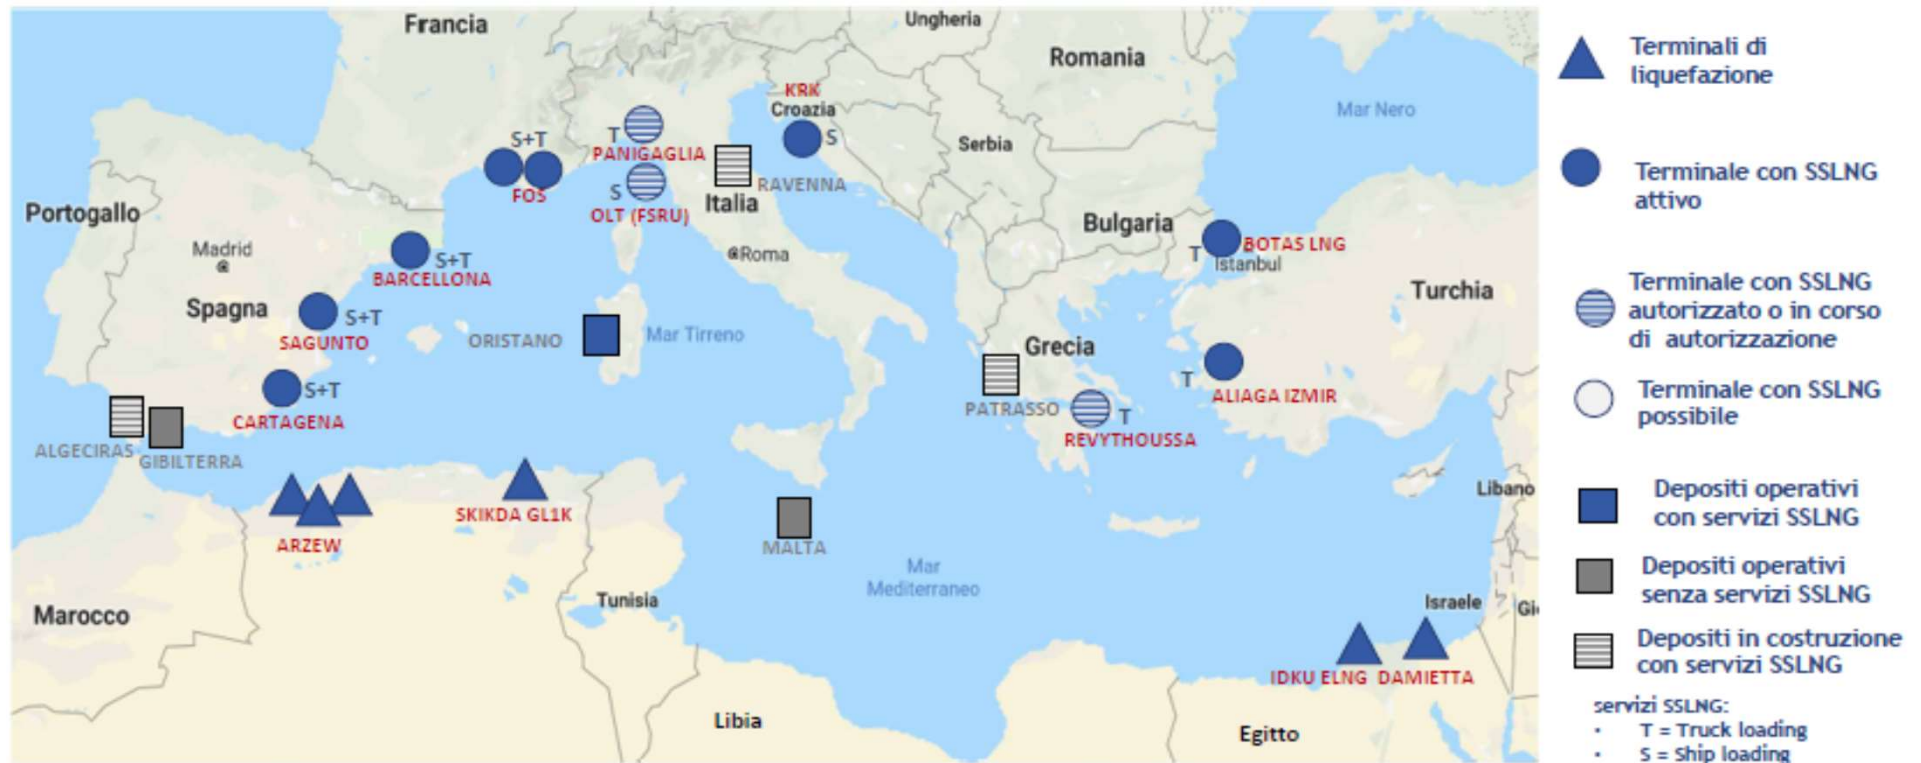 Francia
Ungheria
Romania
Mar Nero
KRK
Croazia
S
S+T
FOS
T
PANIGAGLIA
S
OLT (FSRU)
RAVENNA
Italia
Serbia
Portogallo
Madrid
Spagna
S+T
BARCELLONA
@Roma
Bulgaria
T
BOTAS LNG
Istanbul
Turchia
S+T
SAGUNTO
ORISTANO
Mar Tirreno
Grecia
S+T
CARTAGENA
PATRASSO
T
REVYTHOUSSA
T
ALIAGA IZMIR
ALGECIRAS
GIBILTERRA
SKIKDA GL1K
ARZEW
MALTA
Libano
Mar
Mediterraneo
Marocco
Tunisia
Israele
Gi
IDKU ELNG DAMIETTA
Libia
Egitto
Terminali di
liquefazione
Terminale con SSLNG
attivo
Terminale con SSLNG
autorizzato o in corso
di autorizzazione
Terminale con SSLNG
possibile
Depositi operativi
con servizi SSLNG
Depositi operativi
senza servizi SSLNG
Depositi in costruzione
con servizi SSLNG
servizi SSLNG:
• T = Truck loading
• S = Ship loading